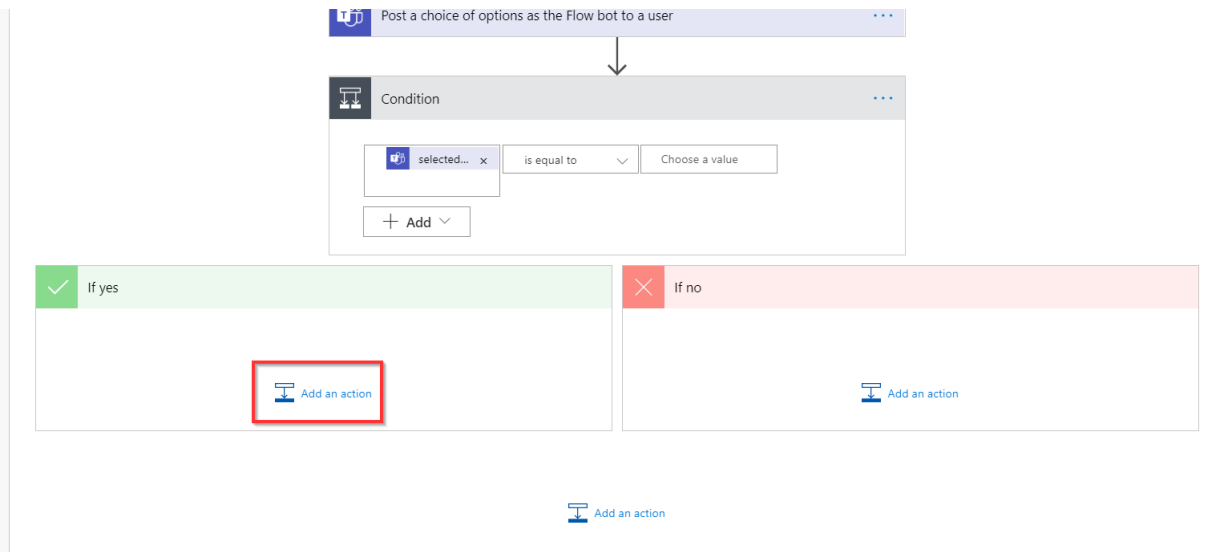 Post a choice of options as the Flow bot to a user
Condition
selected... x
is equal to
Choose a value
+ Add
If yes
If no
Add an action
Add an action
Add an action